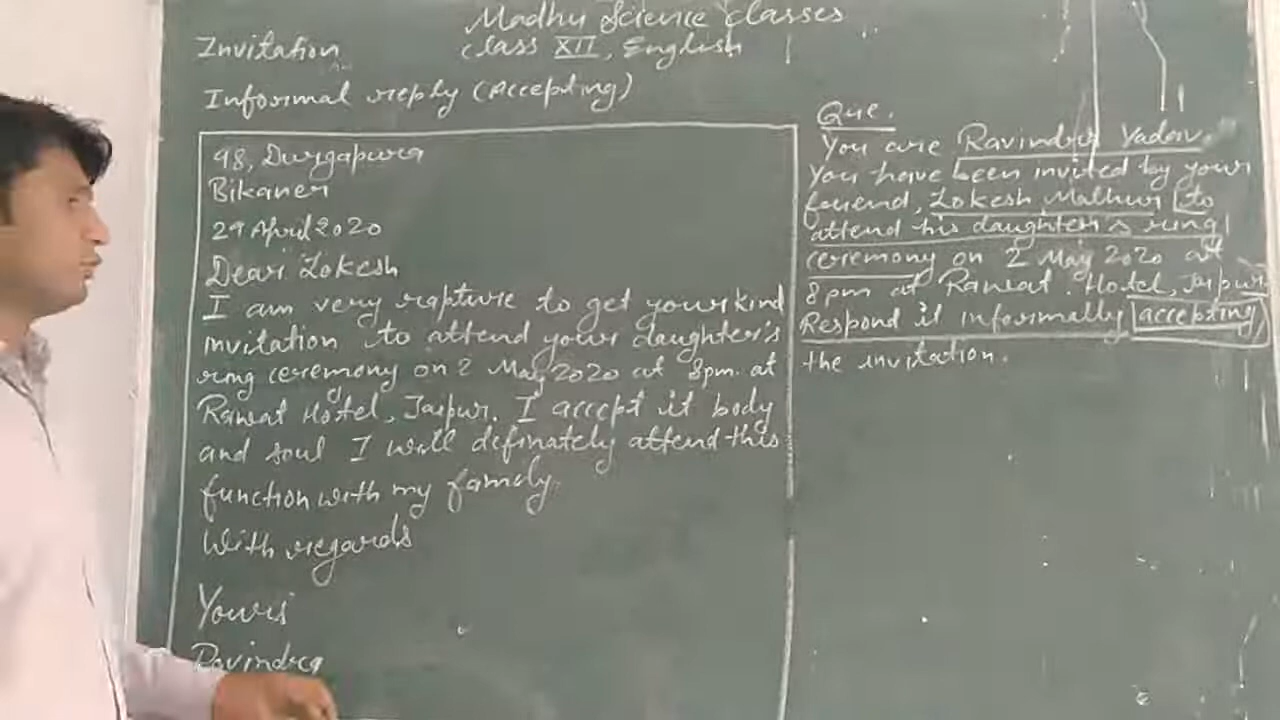 Madhu Science Classes
Invitation
Class XII, English
Informal reply (Accepting)
98, Durgapura
Bikaner
29 April 2020
Dear Lokesh
I am very rapture to get your kind
invitation to attend your daughter's
ring ceremony on 2 May 2020 at 8pm. at
Rawat Hotel, Jaipur. I accept it body
and soul I will definately attend this
function with my family
With regards
Yours
Ravindra
Que.
You are Ravindra Yadav.
You have been invited by your
friend, Lokesh Mathur to
attend his daughter's ring
ceremony on 2 May 2020 at
8pm at Rawat Hotel, Jaipur
Respond it informally accepting
the invitation.